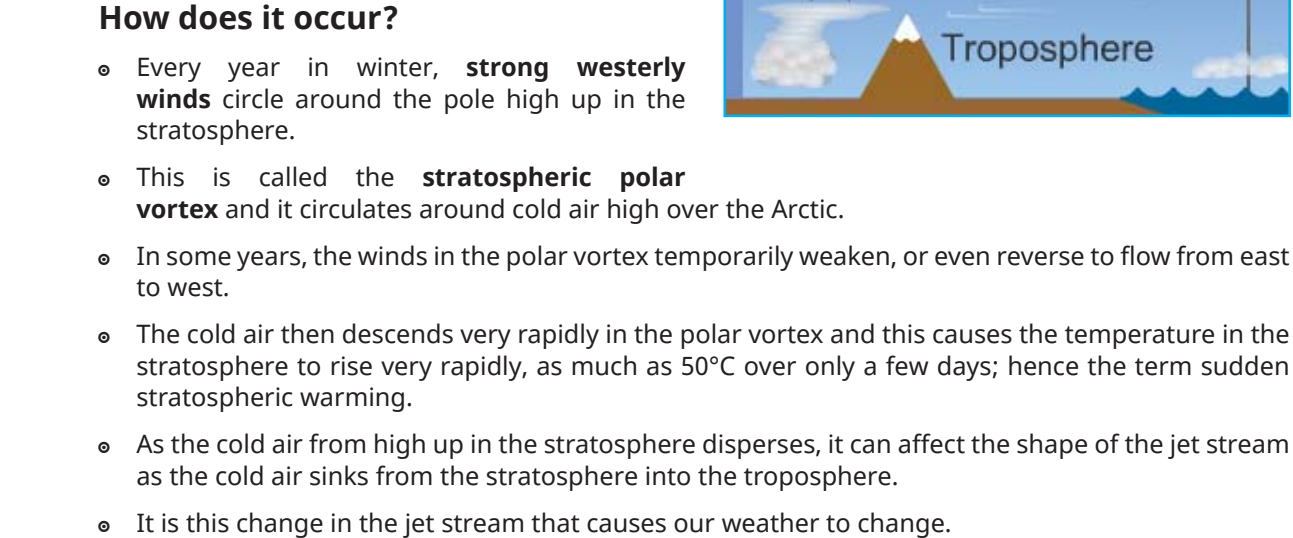 How does it occur?
Troposphere
Every year in winter, strong westerly
winds circle around the pole high up in the
stratosphere.
This is called the stratospheric polar
vortex and it circulates around cold air high over the Arctic.
In some years, the winds in the polar vortex temporarily weaken, or even reverse to flow from east
to west.
The cold air then descends very rapidly in the polar vortex and this causes the temperature in the
stratosphere to rise very rapidly, as much as 50°C over only a few days; hence the term sudden
stratospheric warming.
As the cold air from high up in the stratosphere disperses, it can affect the shape of the jet stream
as the cold air sinks from the stratosphere into the troposphere.
It is this change in the jet stream that causes our weather to change.